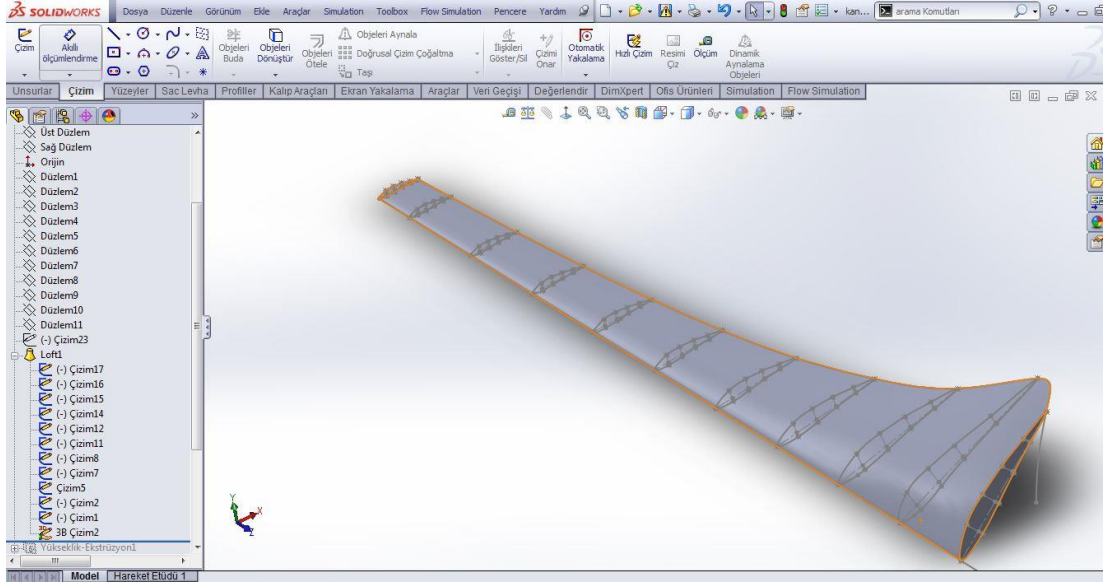 SOLIDWORKS Dosya Düzenle Görünüm Ekle Araçlar Simulation Toolbox Flow Simulation Pencere Yardım kan... arama Komutları
Çizim Akıllı ölçümlendirme Objeleri Buda Objeleri Dönüştür Objeleri Ötele Objeleri Aynala Doğrusal Çizim Çoğaltma Taşı İlişkileri Göster/Sil Çizimi Onar Otomatik Yakalama Hızlı Çizim Resimi Çiz Ölçüm Dinamik Aynalama Objeleri
Unsurlar Çizim Yüzeyler Sac Levha Profiller Kalıp Araçları Ekran Yakalama Araçlar Veri Geçişi Değerlendir DimXpert Ofis Ürünleri Simulation Flow Simulation
Üst Düzlem
Sağ Düzlem
Orijin
Düzlem1
Düzlem2
Düzlem3
Düzlem4
Düzlem5
Düzlem6
Düzlem7
Düzlem8
Düzlem9
Düzlem10
Düzlem11
(-) Çizim23
Loft1
(-) Çizim17
(-) Çizim16
(-) Çizim15
(-) Çizim14
(-) Çizim12
(-) Çizim11
(-) Çizim8
(-) Çizim7
Çizim5
(-) Çizim2
(-) Çizim1
3B Çizim2
Yükseklik-Ekstrüzyon1
Y
X
Z
Model Hareket Etüdü 1